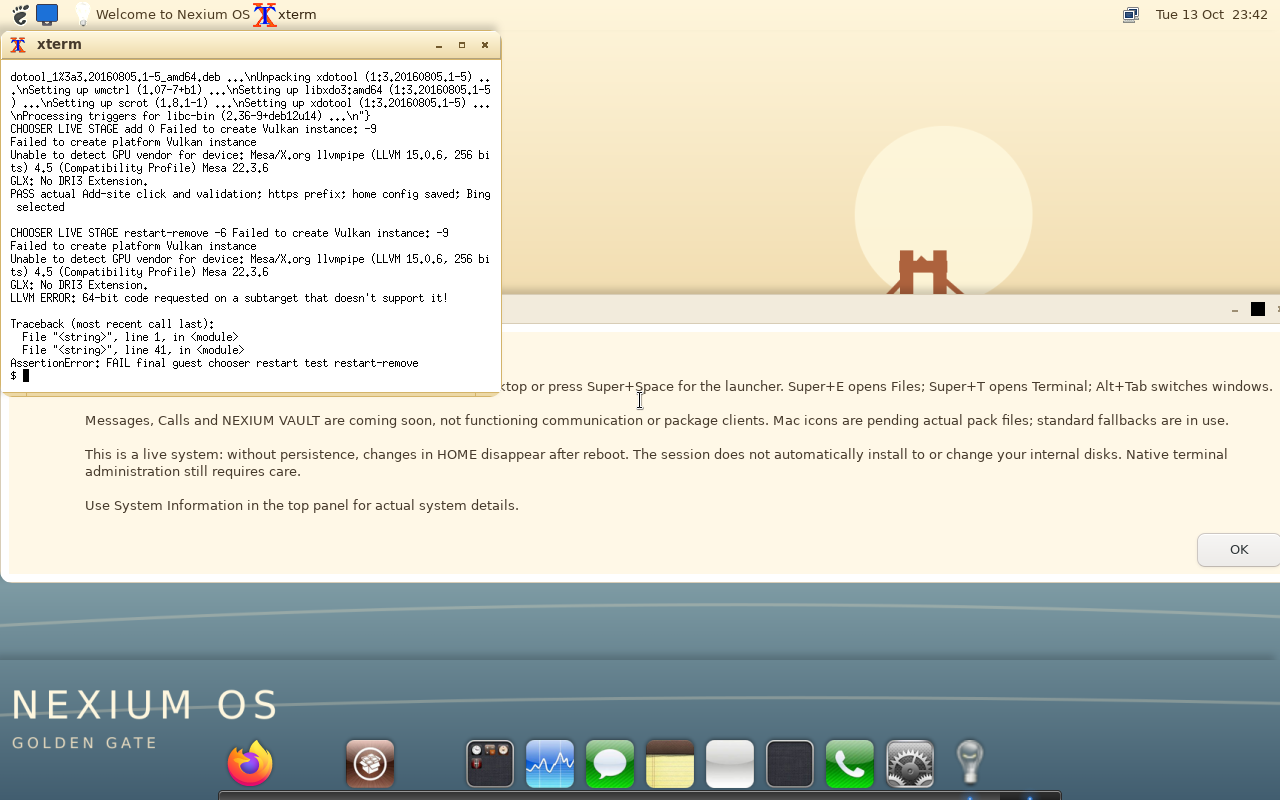 Welcome to Nexium OS
xterm
Tue 13 Oct 23:42
xterm
dotool_1%3a3.20160805.1-5_amd64.deb ...\nUnpacking xdotool (1:3.20160805.1-5) ..
.\nSetting up wmctrl (1.07-7+b1) ...\nSetting up libxdo3:amd64 (1:3.20160805.1-5
) ...\nSetting up scrot (1.8.1-1) ...\nSetting up xdotool (1:3.20160805.1-5) ...
\nProcessing triggers for libc-bin (2.36-9+deb12u14) ...\n"}
CHOOSER LIVE STAGE add 0 Failed to create Vulkan instance: -9
Failed to create platform Vulkan instance
Unable to detect GPU vendor for device: Mesa/X.org llvmpipe (LLVM 15.0.6, 256 bi
ts) 4.5 (Compatibility Profile) Mesa 22.3.6
GLX: No DRI3 Extension.
PASS actual Add-site click and validation; https prefix; home config saved; Bing
selected
CHOOSER LIVE STAGE restart-remove -6 Failed to create Vulkan instance: -9
Failed to create platform Vulkan instance
Unable to detect GPU vendor for device: Mesa/X.org llvmpipe (LLVM 15.0.6, 256 bi
ts) 4.5 (Compatibility Profile) Mesa 22.3.6
GLX: No DRI3 Extension.
LLVM ERROR: 64-bit code requested on a subtarget that doesn't support it!
Traceback (most recent call last):
File "<string>", line 1, in <module>
File "<string>", line 41, in <module>
AssertionError: FAIL final guest chooser restart test restart-remove
$
ktop or press Super+Space for the launcher. Super+E opens Files; Super+T opens Terminal; Alt+Tab switches windows.
Messages, Calls and NEXIUM VAULT are coming soon, not functioning communication or package clients. Mac icons are pending actual pack files; standard fallbacks are in use.
This is a live system: without persistence, changes in HOME disappear after reboot. The session does not automatically install to or change your internal disks. Native terminal
administration still requires care.
Use System Information in the top panel for actual system details.
OK
NEXIUM OS
GOLDEN GATE